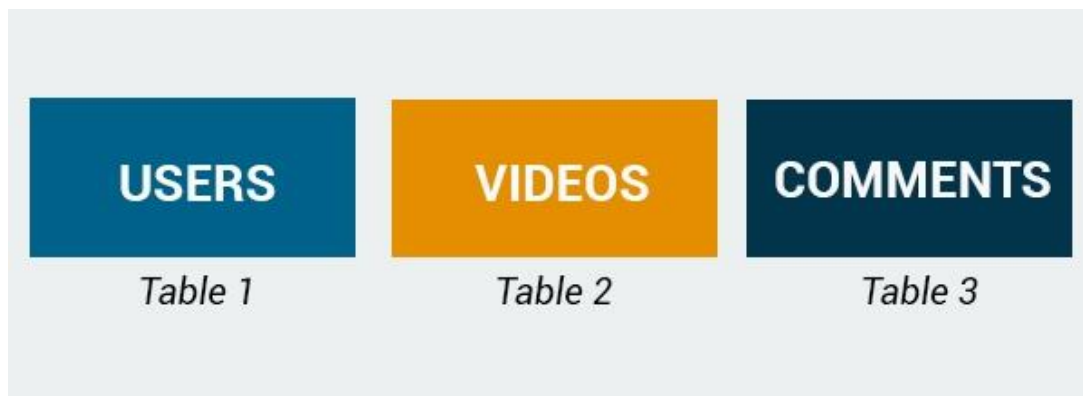 USERS
VIDEOS
COMMENTS
Table 1
Table 2
Table 3